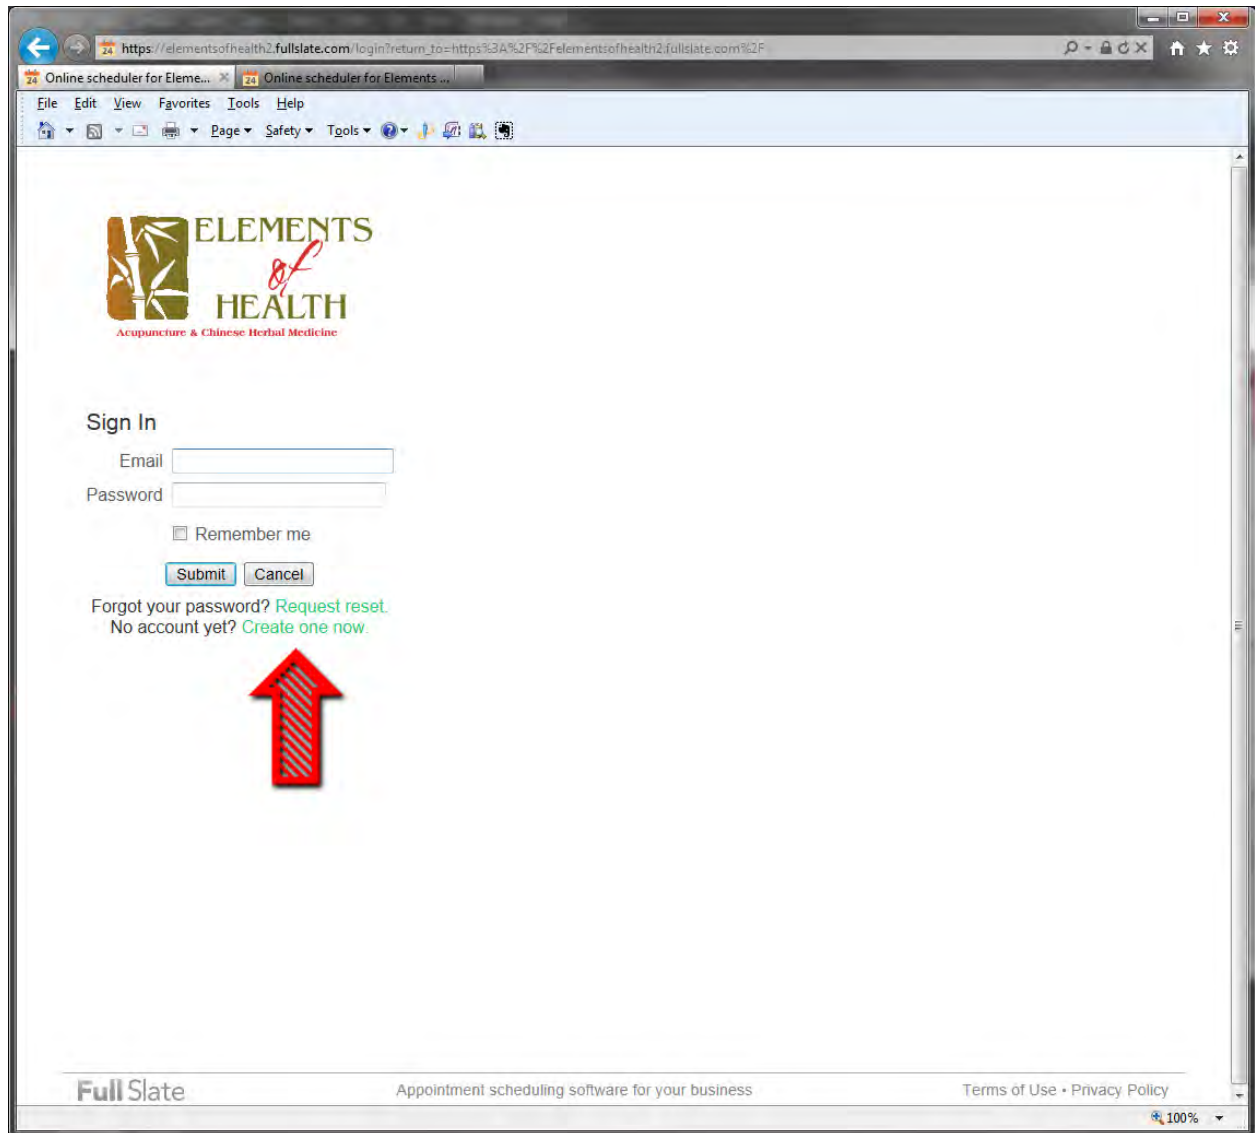 https://elementsofhealth2.fullslate.com/login?return_to=https%3A%2F%2Felementsofhealth2.fullslate.com%2F
24 Online scheduler for Eleme...
24 Online scheduler for Elements ...
File Edit View Favorites Tools Help
Page Safety Tools
ELEMENTS
of
HEALTH
Acupuncture & Chinese Herbal Medicine
Sign In
Email
Password
Remember me
Submit Cancel
Forgot your password? Request reset.
No account yet? Create one now.
Full Slate Appointment scheduling software for your business Terms of Use • Privacy Policy
100%